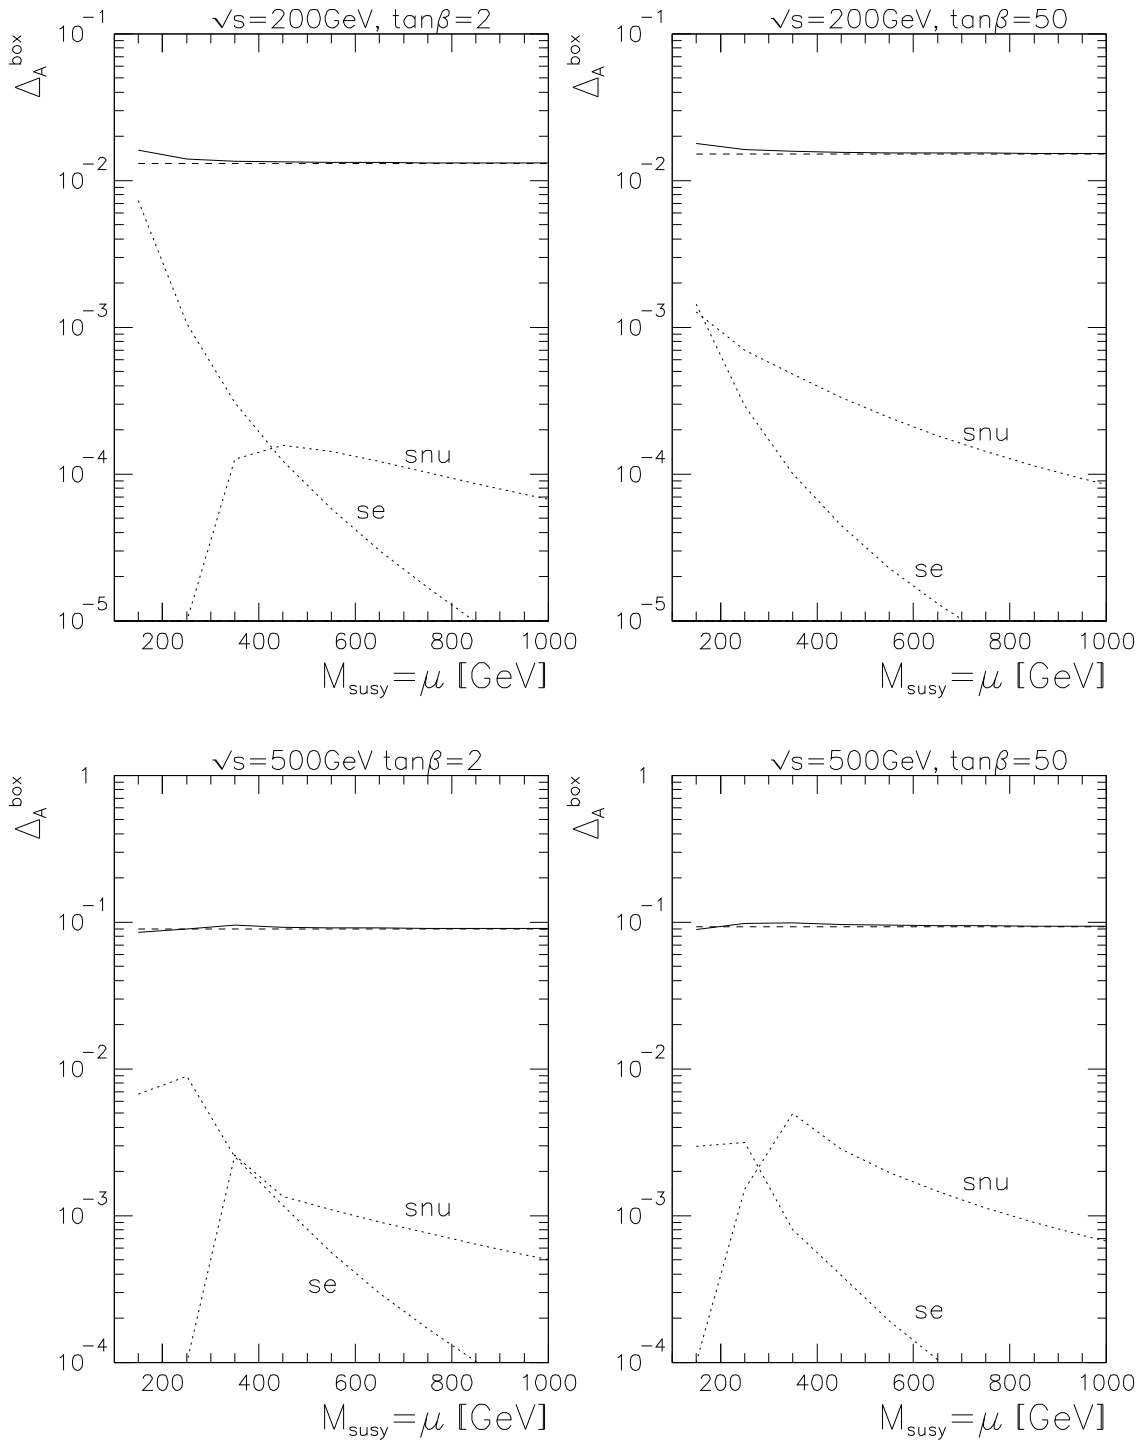 √s=200GeV, tanβ=2
Δ_A^box
10^-1
10^-2
10^-3
10^-4
10^-5
snu
se
200 400 600 800 1000
M_susy=μ [GeV]
√s=200GeV, tanβ=50
Δ_A^box
10^-1
10^-2
10^-3
10^-4
10^-5
snu
se
200 400 600 800 1000
M_susy=μ [GeV]
√s=500GeV tanβ=2
Δ_A^box
1
10^-1
10^-2
10^-3
10^-4
snu
se
200 400 600 800 1000
M_susy=μ [GeV]
√s=500GeV, tanβ=50
Δ_A^box
1
10^-1
10^-2
10^-3
10^-4
snu
se
200 400 600 800 1000
M_susy=μ [GeV]